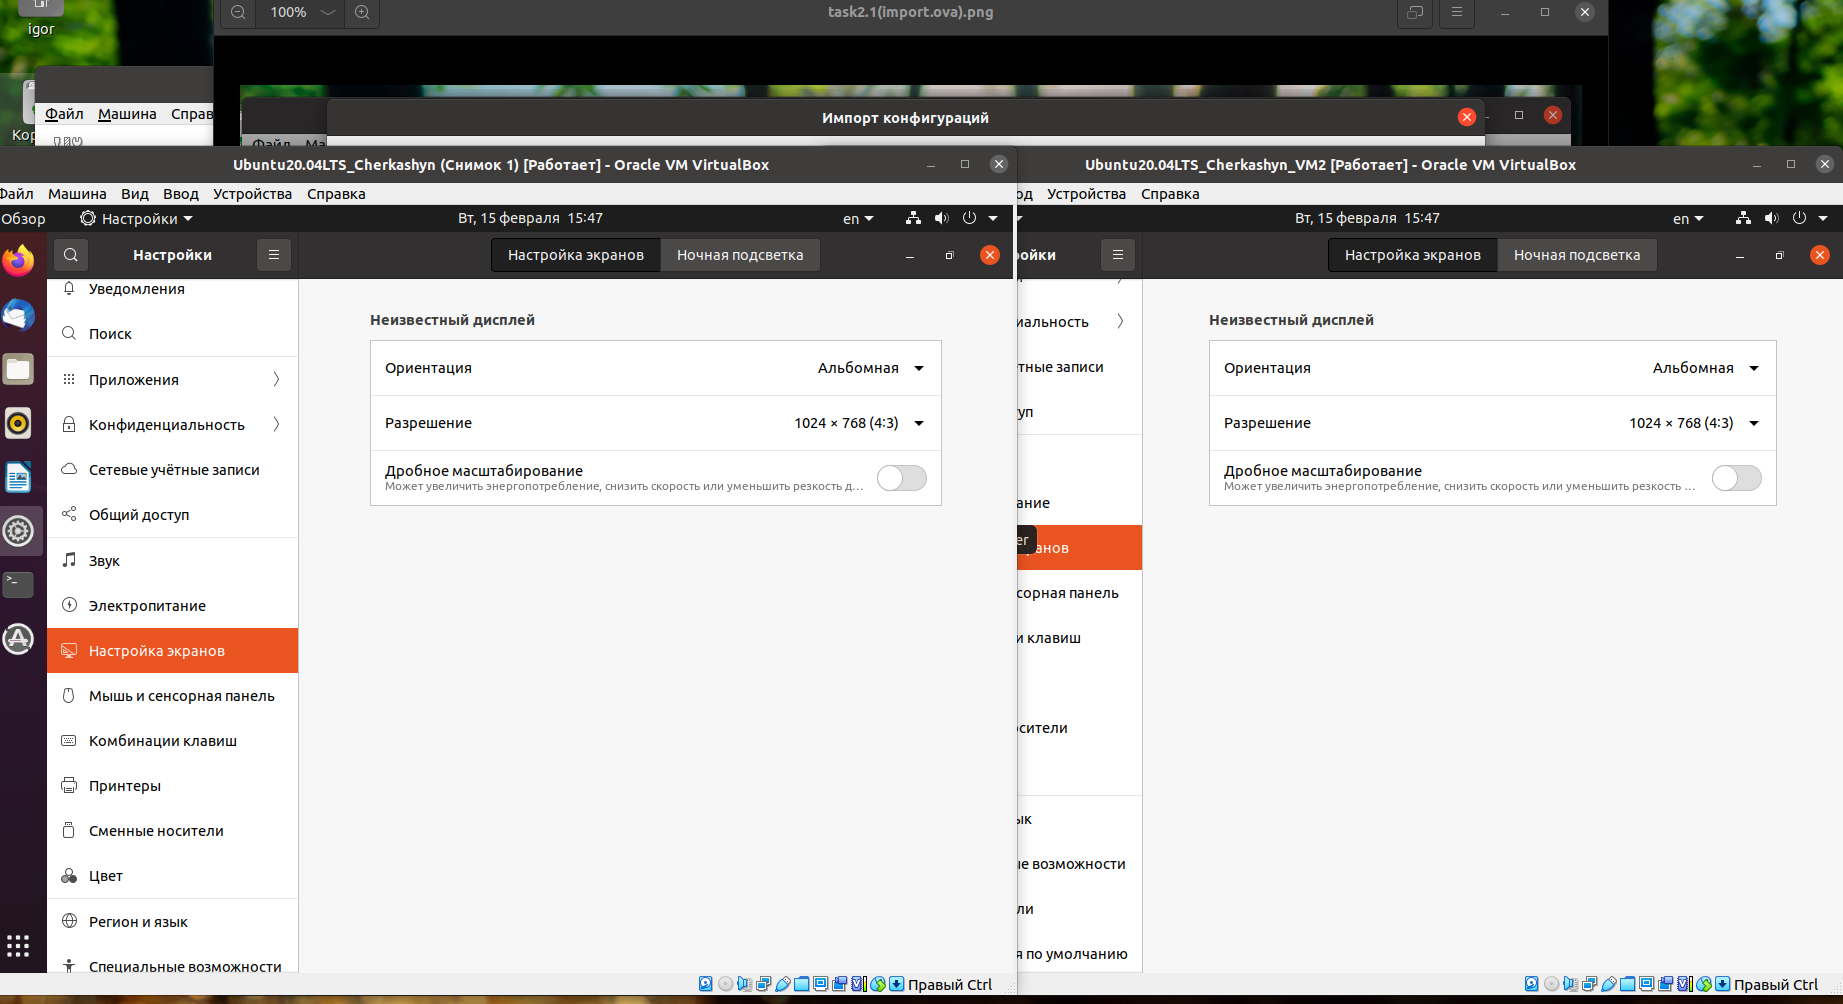 100%
task2.1(import.ova).png
igor
Файл Машина Справ
Кор
Импорт конфигураций
Файл Ма
Ubuntu20.04LTS_Cherkashyn (Снимок 1) [Работает] - Oracle VM VirtualBox
Файл Машина Вид Ввод Устройства Справка
Обзор Настройки Вт, 15 февраля 15:47 en
Настройки Настройка экранов Ночная подсветка
Уведомления
Поиск
Приложения
Конфиденциальность
Сетевые учётные записи
Общий доступ
Звук
Электропитание
Настройка экранов
Мышь и сенсорная панель
Комбинации клавиш
Принтеры
Сменные носители
Цвет
Регион и язык
Специальные возможности
Неизвестный дисплей
Ориентация Альбомная
Разрешение 1024 × 768 (4:3)
Дробное масштабирование
Может увеличить энергопотребление, снизить скорость или уменьшить резкость д...
Правый Ctrl
Ubuntu20.04LTS_Cherkashyn_VM2 [Работает] - Oracle VM VirtualBox
од Устройства Справка
Вт, 15 февраля 15:47 en
ойки Настройка экранов Ночная подсветка
иальность
тные записи
уп
ание
er
ранов
сорная панель
и клавиш
осители
ык
ые возможности
ли
я по умолчанию
Неизвестный дисплей
Ориентация Альбомная
Разрешение 1024 × 768 (4:3)
Дробное масштабирование
Может увеличить энергопотребление, снизить скорость или уменьшить резкость ...
Правый Ctrl